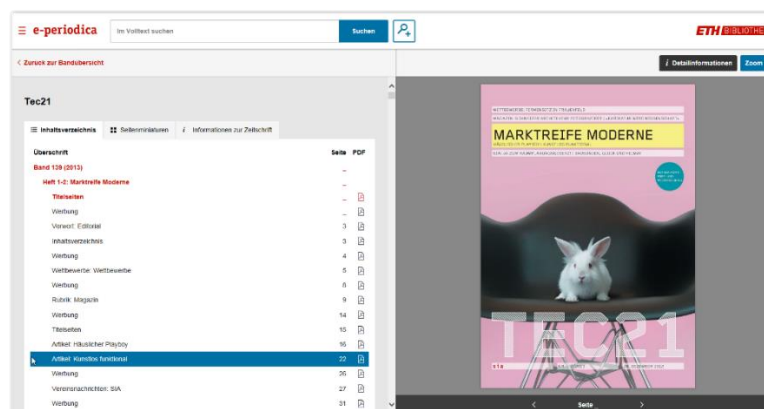 e-periodica
Im Volltext suchen
Suchen
ETH BIBLIOTHE
Zurück zur Bandübersicht
Detailinformationen
Zoom
Tec21
Inhaltsverzeichnis Seitenminiaturen Informationen zur Zeitschrift
Überschrift Seite PDF
Band 139 (2013) _
Heft 1-2: Marktreife Moderne _
Titelseiten _
Werbung _
Vorwort: Editorial 3
Inhaltsverzeichnis 3
Werbung 4
Wettbewerbe: Wettbewerbe 5
Werbung 6
Rubrik: Magazin 9
Werbung 14
Titelseiten 15
Artikel: Häuslicher Playboy 16
Artikel: Kunstlos funktional 22
Werbung 26
Vereinsnachrichten: SIA 27
Werbung 31
MARKTREIFE MODERNE
TEC21
sia
< Seite >